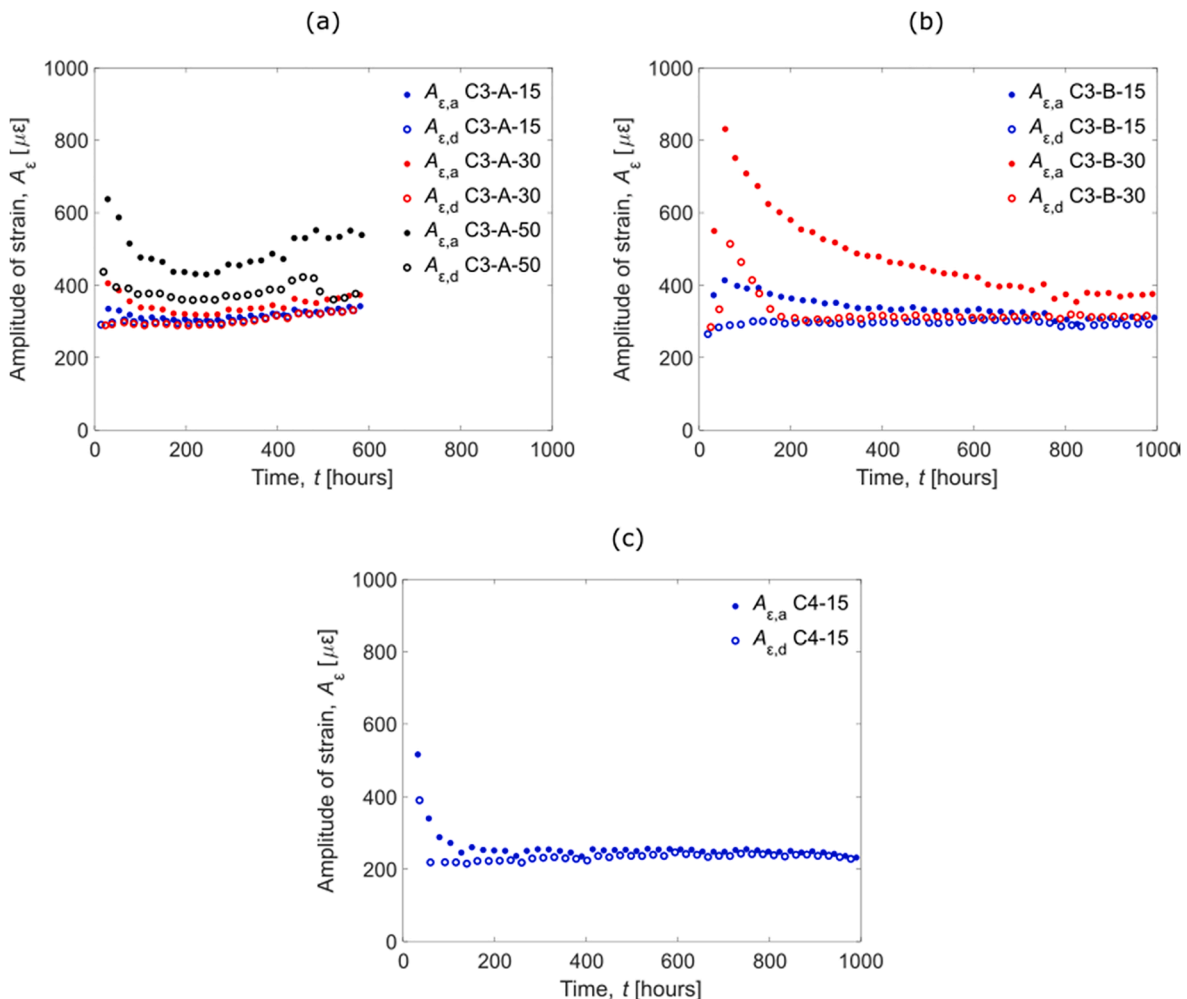 (a)
1000
800
600
400
200
0
Amplitude of strain, Aε [με]
0 200 400 600 800 1000
Time, t [hours]
Aε,a C3-A-15
Aε,d C3-A-15
Aε,a C3-A-30
Aε,d C3-A-30
Aε,a C3-A-50
Aε,d C3-A-50
(b)
1000
800
600
400
200
0
Amplitude of strain, Aε [με]
0 200 400 600 800 1000
Time, t [hours]
Aε,a C3-B-15
Aε,d C3-B-15
Aε,a C3-B-30
Aε,d C3-B-30
(c)
1000
800
600
400
200
0
Amplitude of strain, Aε [με]
0 200 400 600 800 1000
Time, t [hours]
Aε,a C4-15
Aε,d C4-15